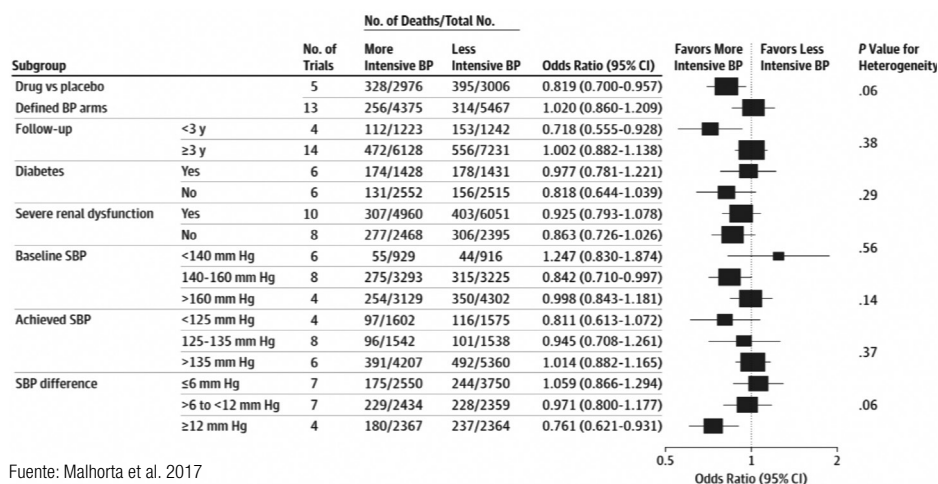 No. of Deaths/Total No.
Subgroup No. of Trials More Intensive BP Less Intensive BP Odds Ratio (95% CI) Favors More Intensive BP Favors Less Intensive BP P Value for Heterogeneity
Drug vs placebo 5 328/2976 395/3006 0.819 (0.700-0.957) .06
Defined BP arms 13 256/4375 314/5467 1.020 (0.860-1.209)
Follow-up <3 y 4 112/1223 153/1242 0.718 (0.555-0.928) .38
≥3 y 14 472/6128 556/7231 1.002 (0.882-1.138)
Diabetes Yes 6 174/1428 178/1431 0.977 (0.781-1.221) .29
No 6 131/2552 156/2515 0.818 (0.644-1.039)
Severe renal dysfunction Yes 10 307/4960 403/6051 0.925 (0.793-1.078) .56
No 8 277/2468 306/2395 0.863 (0.726-1.026)
Baseline SBP <140 mm Hg 6 55/929 44/916 1.247 (0.830-1.874)
140-160 mm Hg 8 275/3293 315/3225 0.842 (0.710-0.997) .14
>160 mm Hg 4 254/3129 350/4302 0.998 (0.843-1.181)
Achieved SBP <125 mm Hg 4 97/1602 116/1575 0.811 (0.613-1.072)
125-135 mm Hg 8 96/1542 101/1538 0.945 (0.708-1.261) .37
>135 mm Hg 6 391/4207 492/5360 1.014 (0.882-1.165)
SBP difference ≤6 mm Hg 7 175/2550 244/3750 1.059 (0.866-1.294)
>6 to <12 mm Hg 7 229/2434 228/2359 0.971 (0.800-1.177) .06
≥12 mm Hg 4 180/2367 237/2364 0.761 (0.621-0.931)
0.5 1 2
Odds Ratio (95% CI)
Fuente: Malhorta et al. 2017